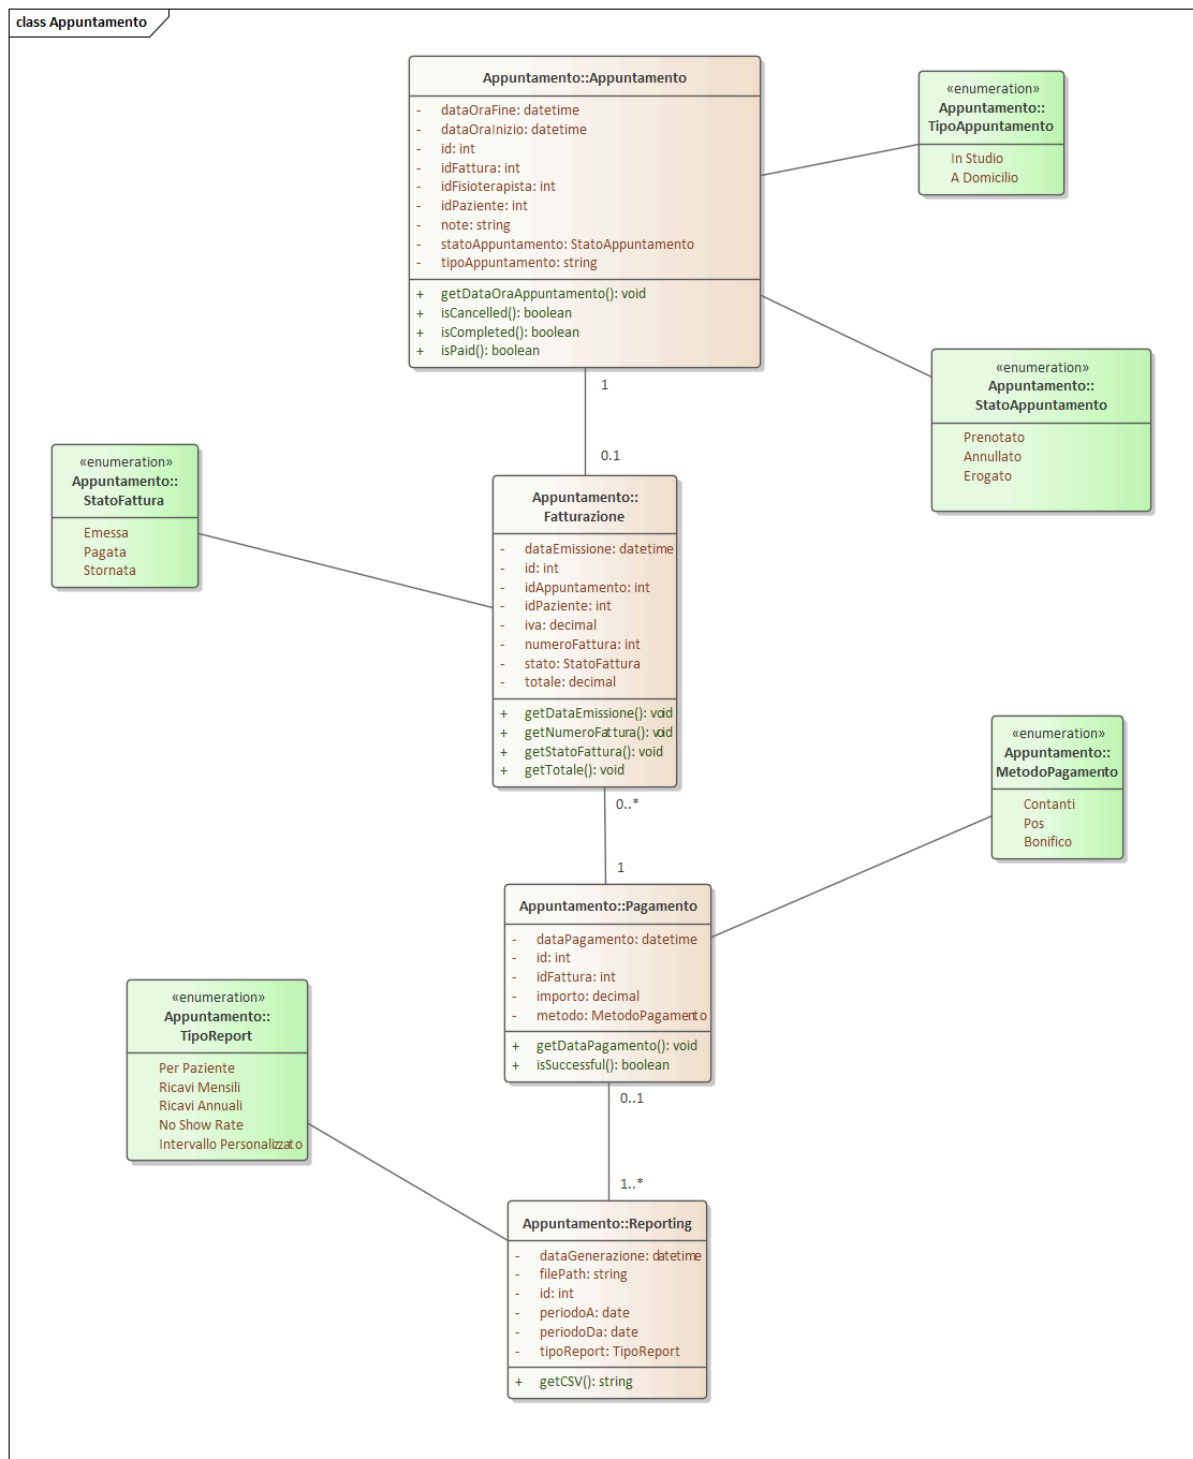 class Appuntamento
Appuntamento::Appuntamento
- dataOraFine: datetime
- dataOraInizio: datetime
- id: int
- idFattura: int
- idFisioterapista: int
- idPaziente: int
- note: string
- statoAppuntamento: StatoAppuntamento
- tipoAppuntamento: string
+ getDataOraAppuntamento(): void
+ isCancelled(): boolean
+ isCompleted(): boolean
+ isPaid(): boolean
«enumeration»
Appuntamento::
TipoAppuntamento
In Studio
A Domicilio
«enumeration»
Appuntamento::
StatoAppuntamento
Prenotato
Annullato
Erogato
1
0.1
«enumeration»
Appuntamento::
StatoFattura
Emessa
Pagata
Stornata
Appuntamento::
Fatturazione
- dataEmissione: datetime
- id: int
- idAppuntamento: int
- idPaziente: int
- iva: decimal
- numeroFattura: int
- stato: StatoFattura
- totale: decimal
+ getDataEmissione(): void
+ getNumeroFattura(): void
+ getStatoFattura(): void
+ getTotale(): void
«enumeration»
Appuntamento::
MetodoPagamento
Contanti
Pos
Bonifico
0..*
1
Appuntamento::Pagamento
- dataPagamento: datetime
- id: int
- idFattura: int
- importo: decimal
- metodo: MetodoPagamento
+ getDataPagamento(): void
+ isSuccessful(): boolean
«enumeration»
Appuntamento::
TipoReport
Per Paziente
Ricavi Mensili
Ricavi Annuali
No Show Rate
Intervallo Personalizzato
0..1
1..*
Appuntamento::Reporting
- dataGenerazione: datetime
- filePath: string
- id: int
- periodoA: date
- periodoDa: date
- tipoReport: TipoReport
+ getCSV(): string